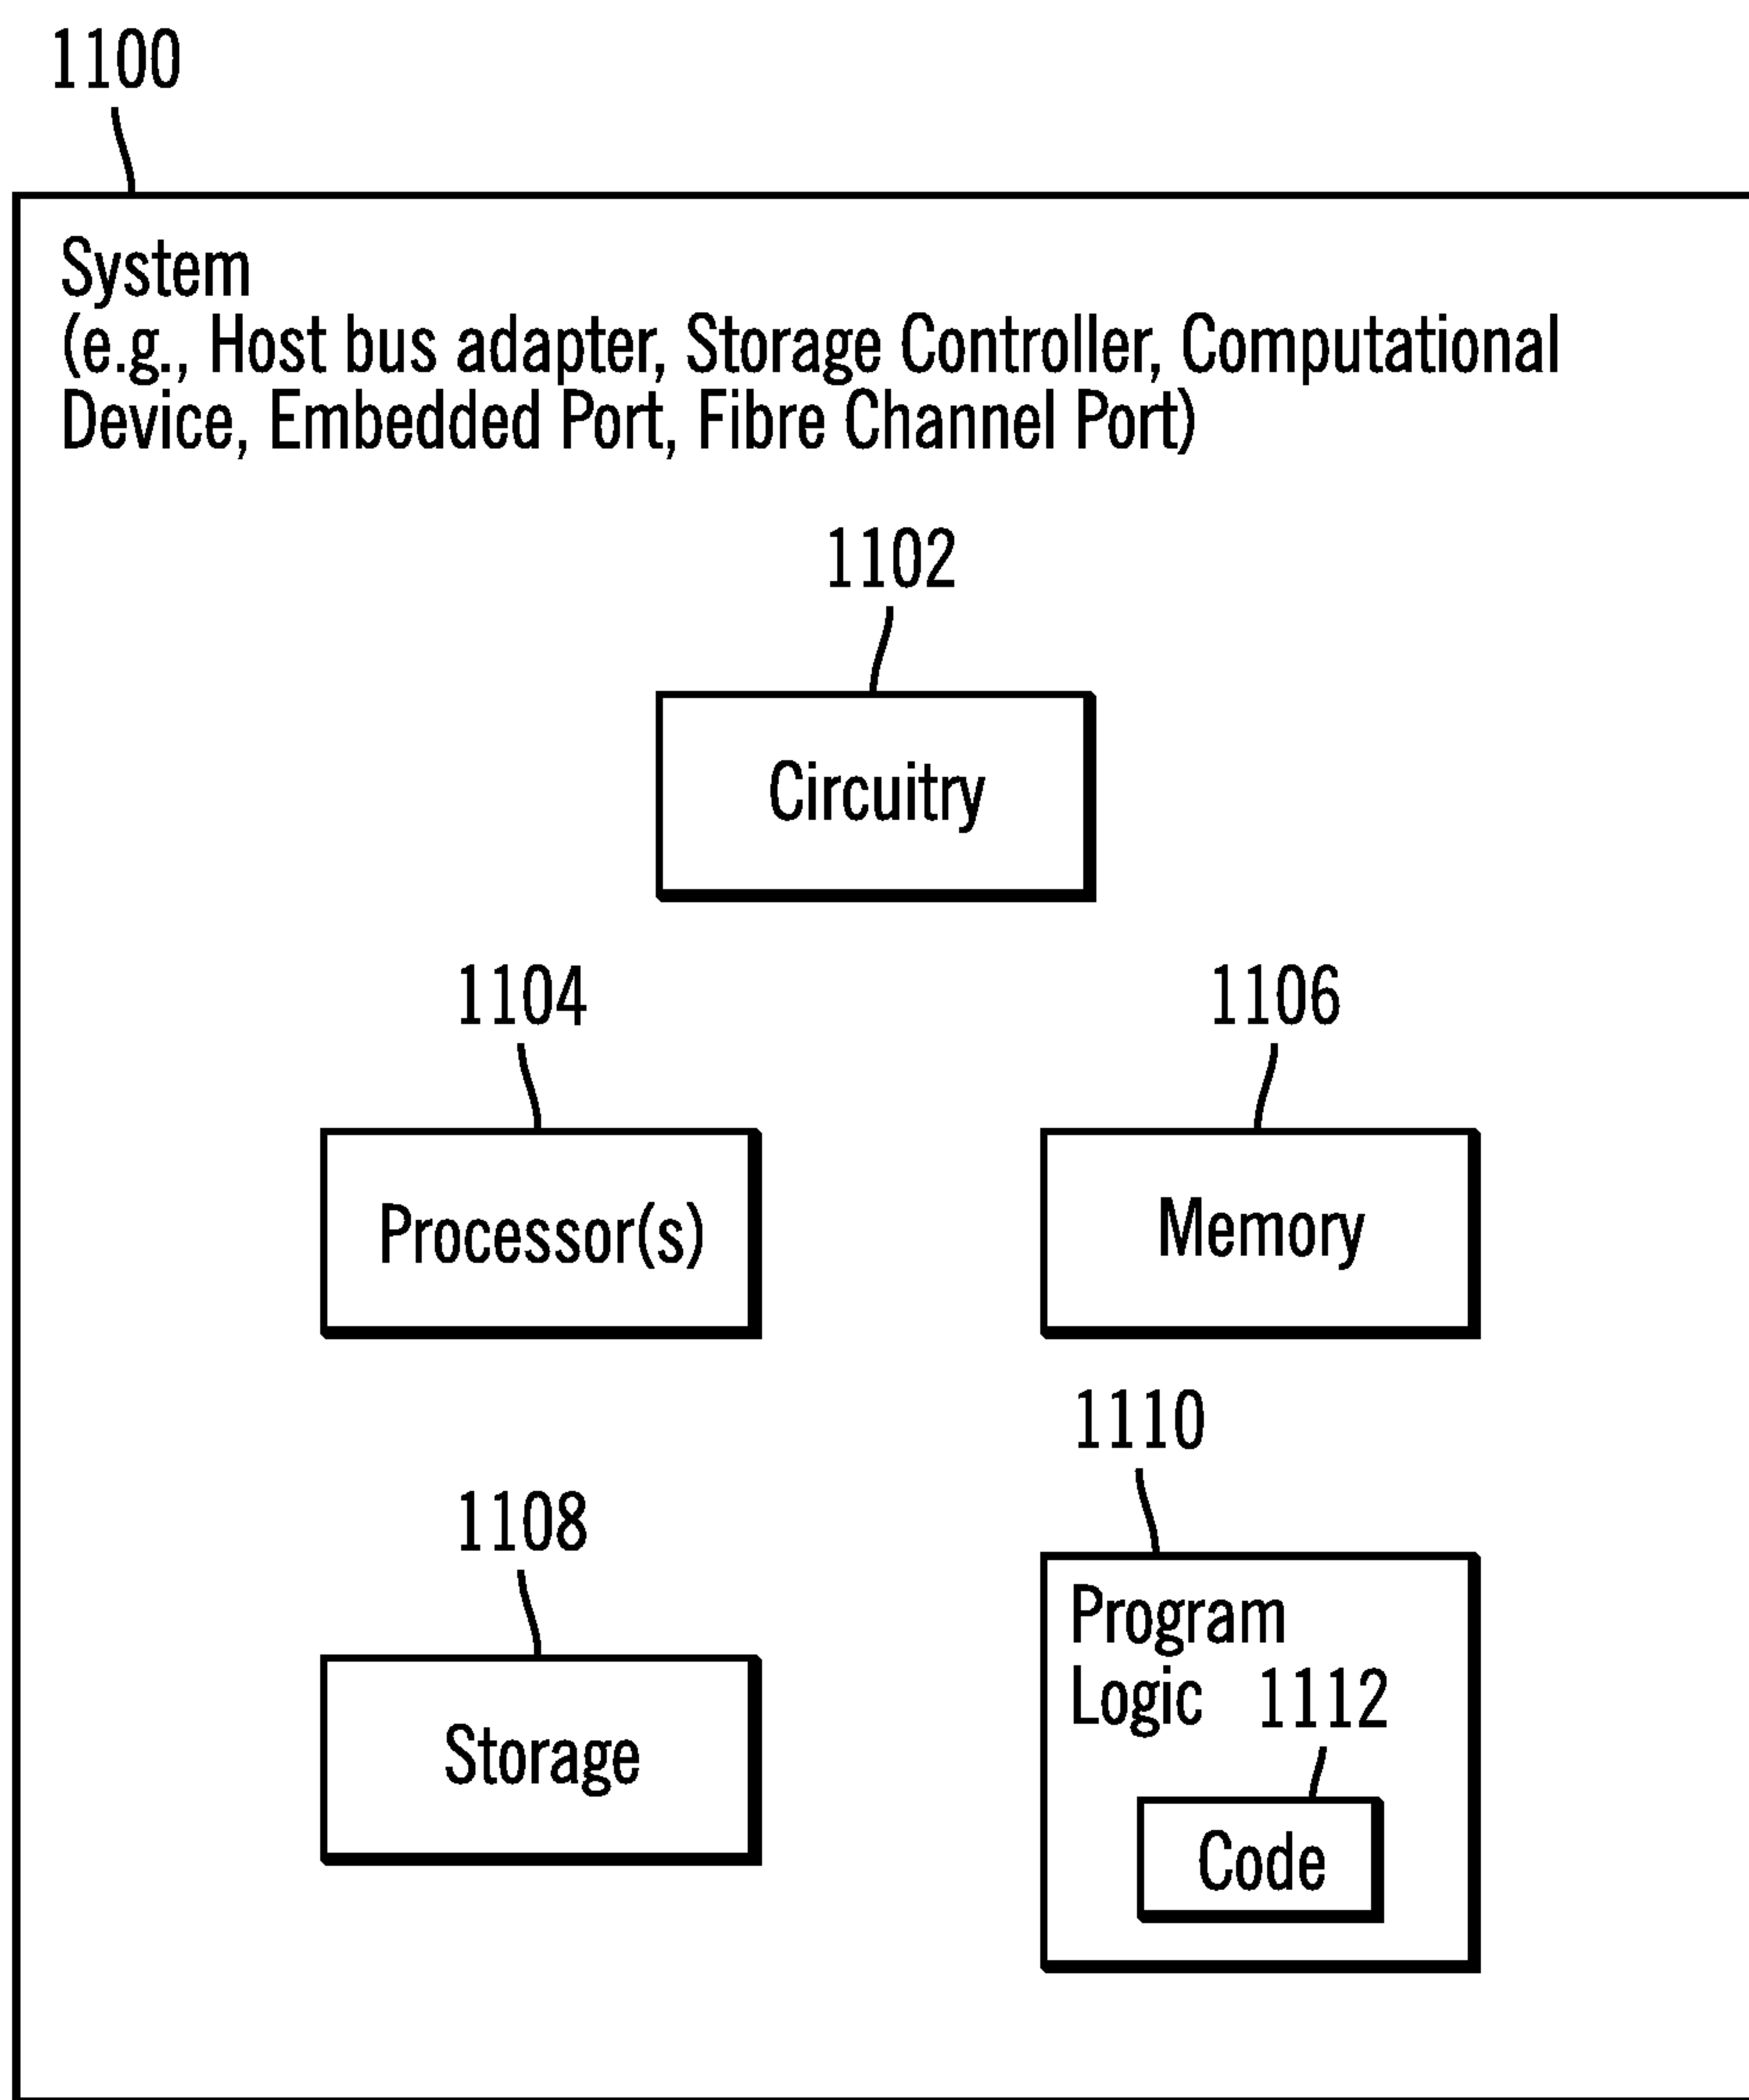 1100
System
(e.g., Host bus adapter, Storage Controller, Computational
Device, Embedded Port, Fibre Channel Port)
1102
Circuitry
1104
1106
Processor(s)
Memory
1110
1108
Program
Logic 1112
Storage
Code